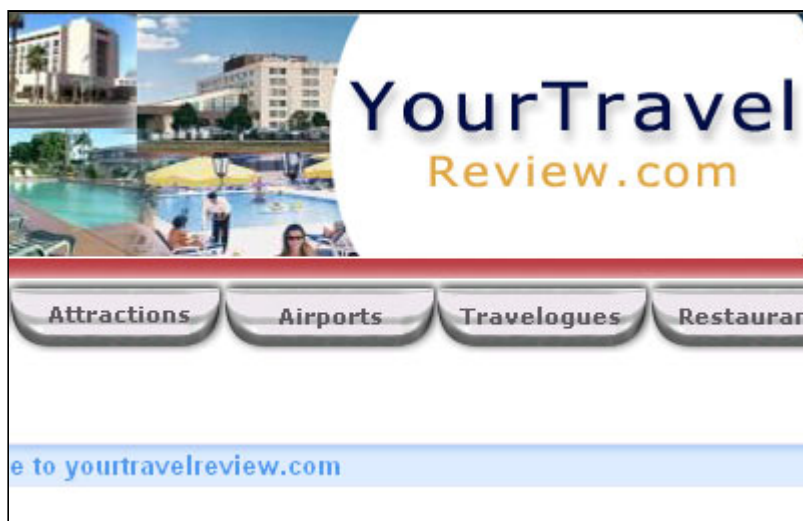 YourTravel
Review.com
Attractions Airports Travelogues Restauran
e to yourtravelreview.com